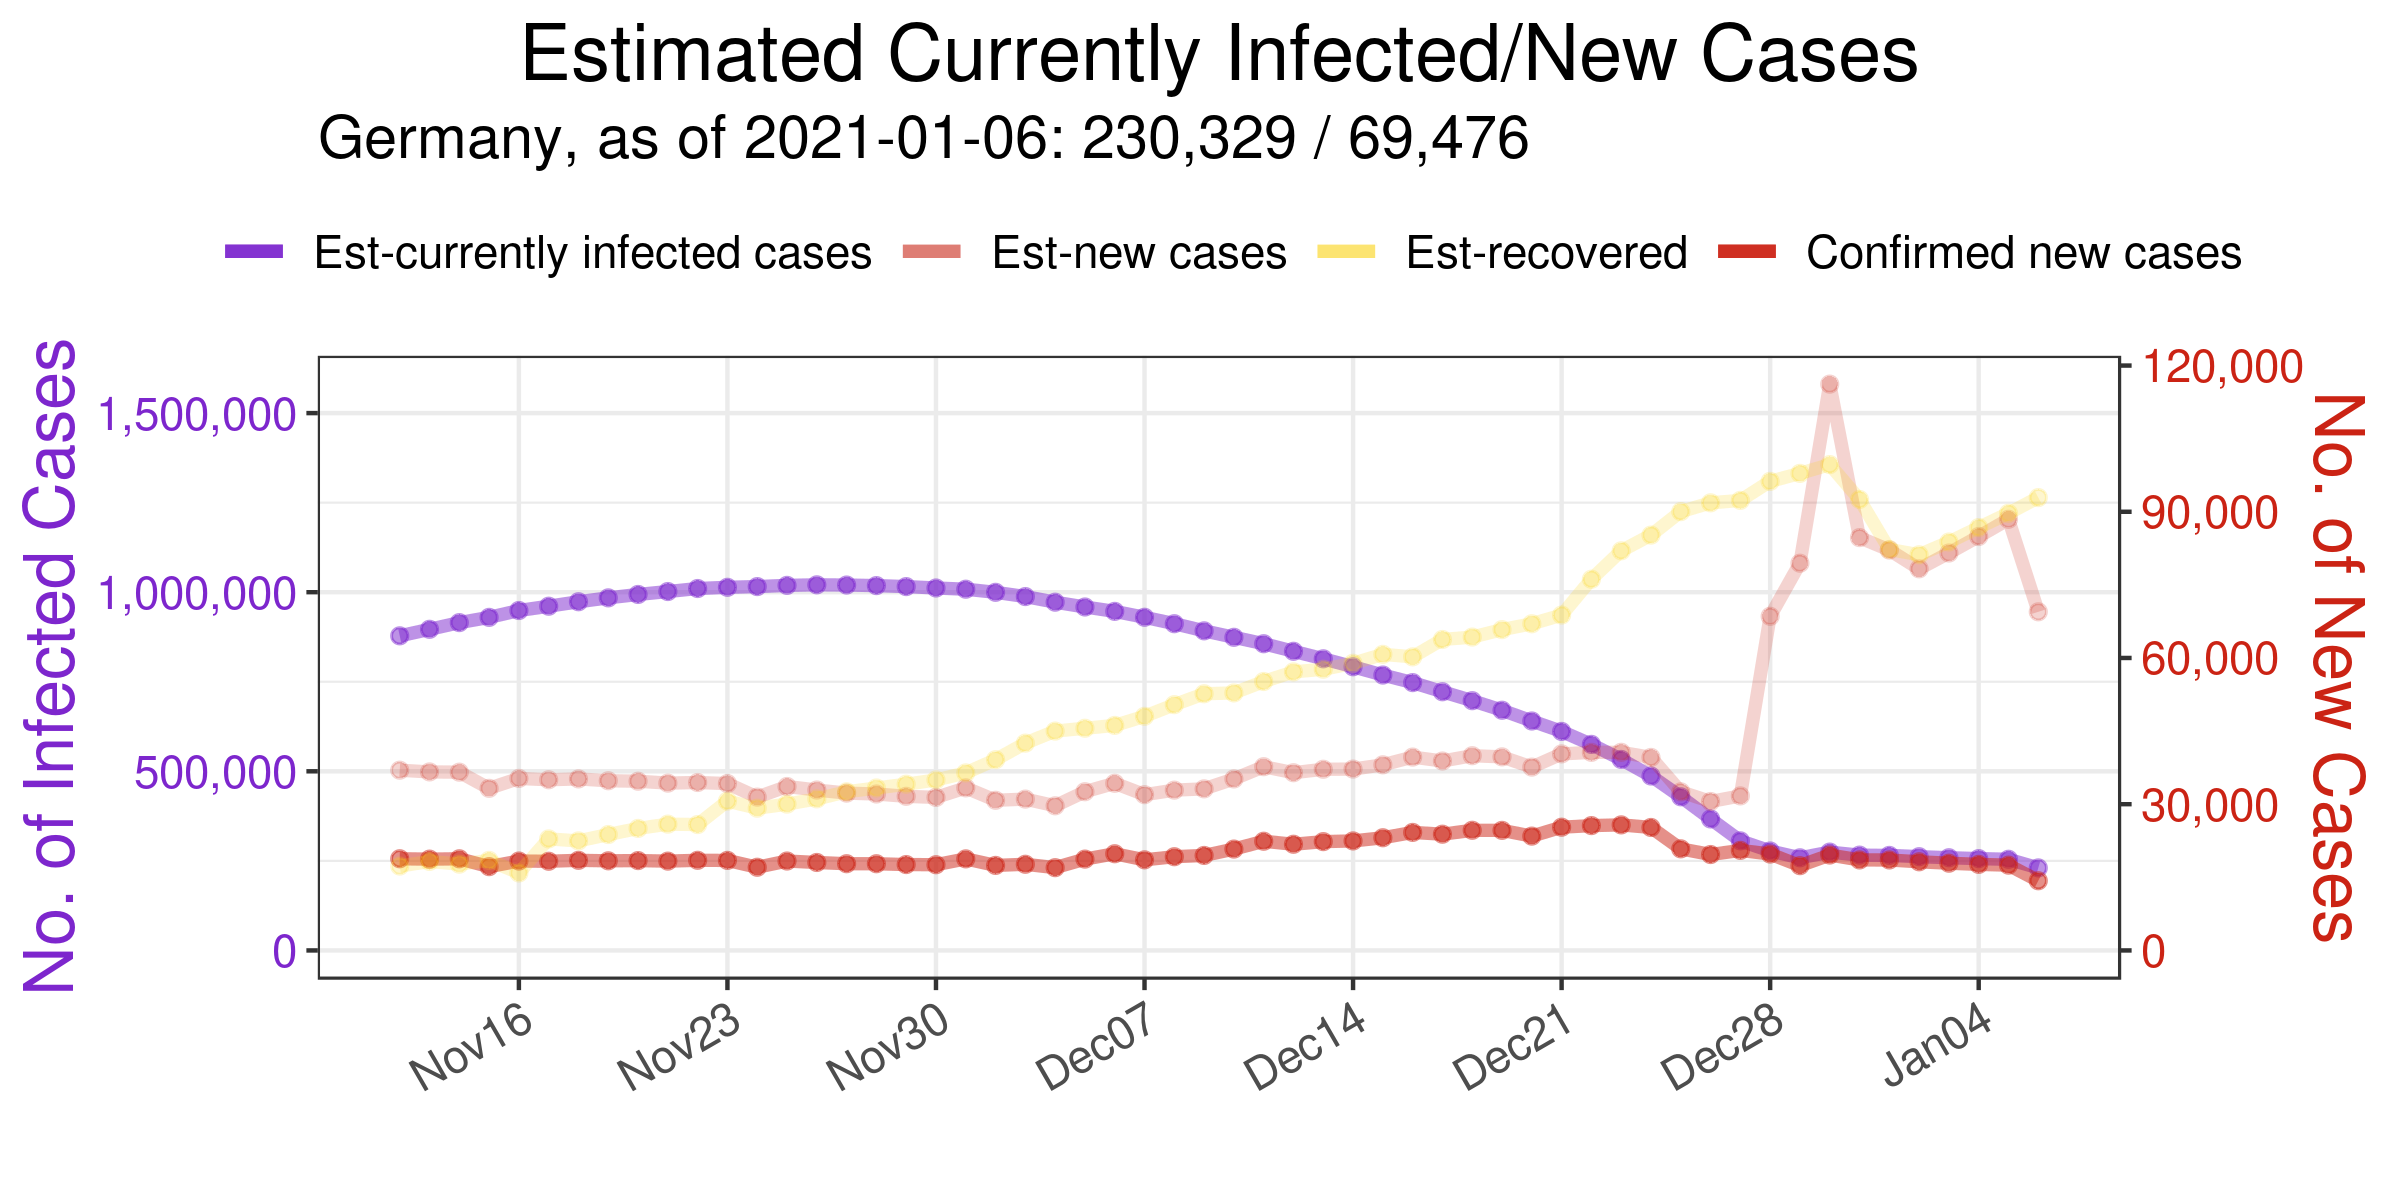 Estimated Currently Infected/New Cases
Germany, as of 2021-01-06: 230,329 / 69,476
Est-currently infected cases
Est-new cases
Est-recovered
Confirmed new cases
No. of Infected Cases
1,500,000
1,000,000
500,000
0
120,000
90,000
60,000
30,000
0
No. of New Cases
Nov16
Nov23
Nov30
Dec07
Dec14
Dec21
Dec28
Jan04